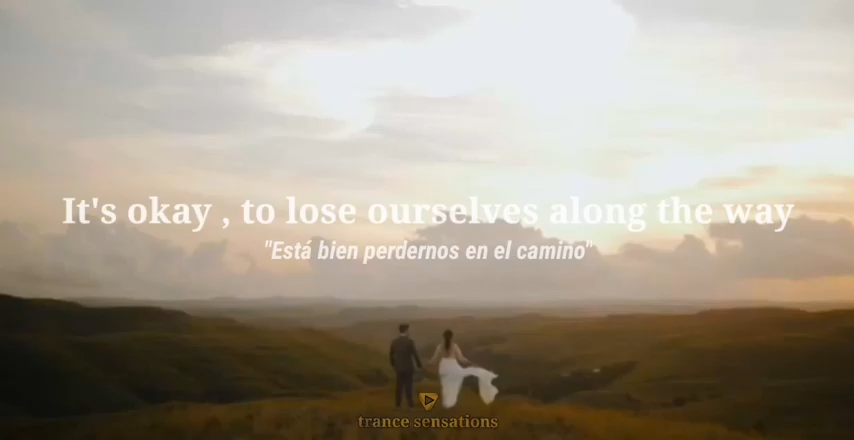 It's okay , to lose ourselves along the way
"Está bien perdernos en el camino"
trance sensations